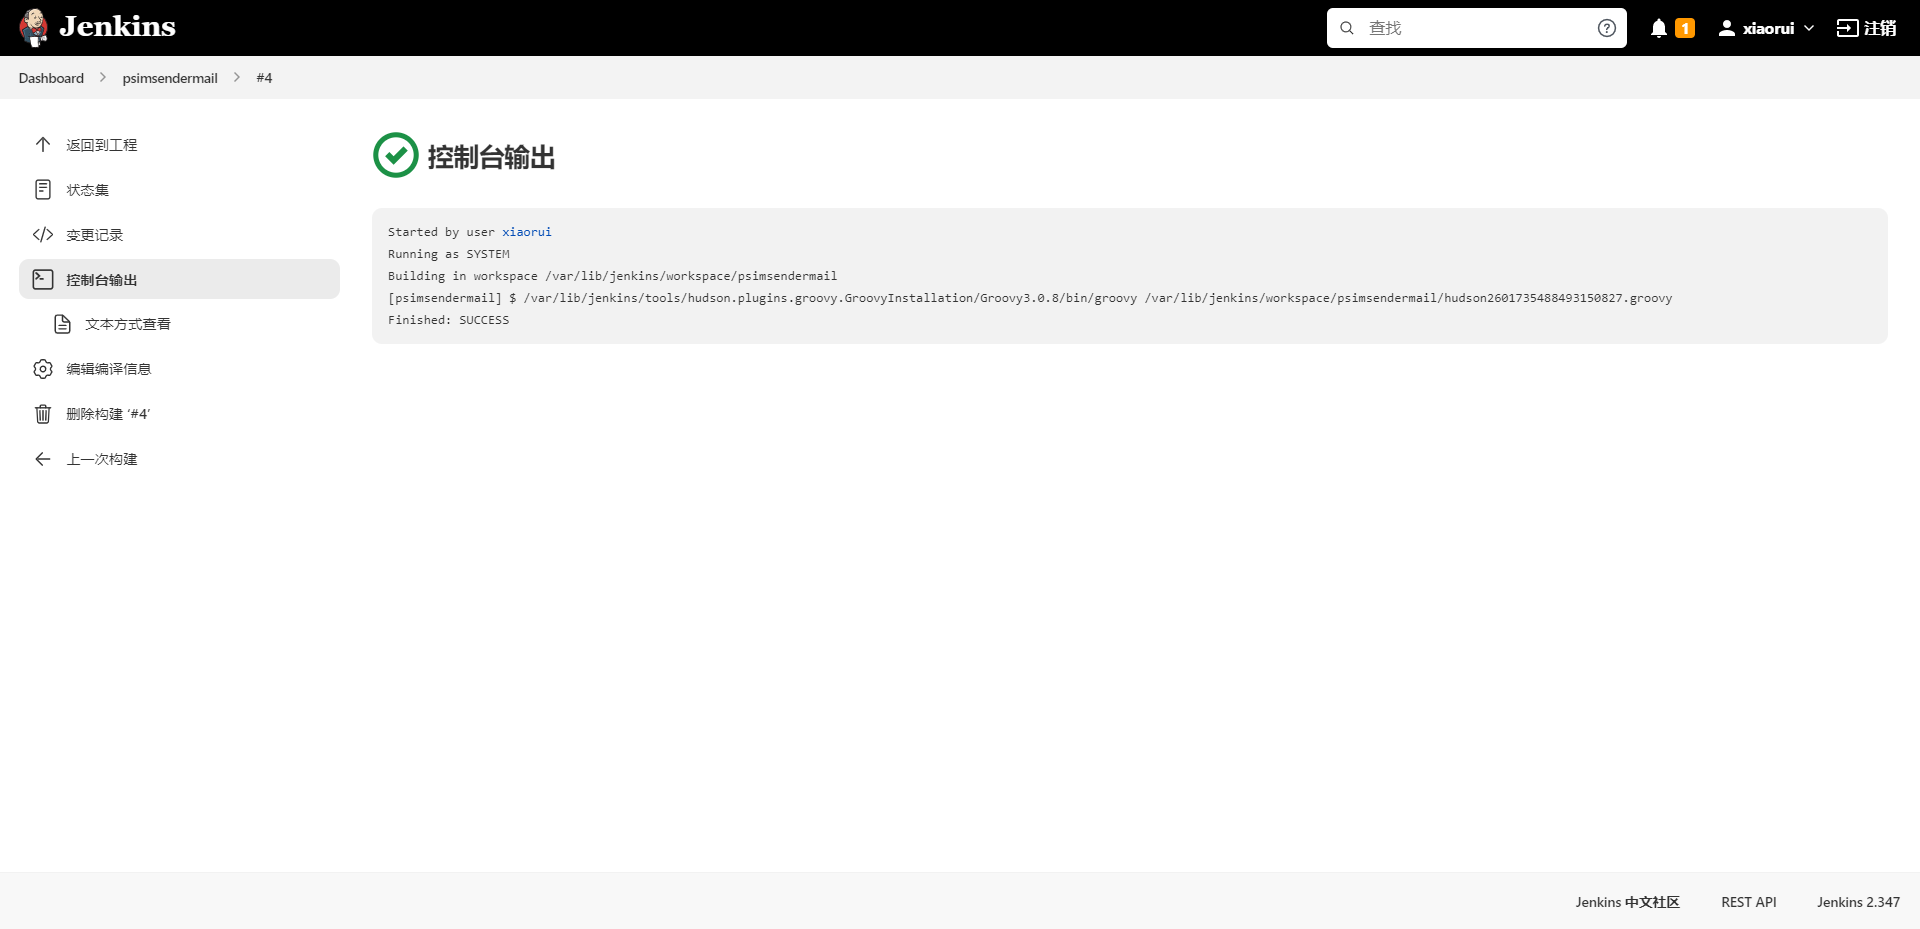 Jenkins
查找
1
xiaorui
注销
Dashboard
psimsendermail
#4
返回到工程
状态集
变更记录
控制台输出
文本方式查看
编辑编译信息
删除构建 ‘#4’
上一次构建
控制台输出
Started by user xiaorui
Running as SYSTEM
Building in workspace /var/lib/jenkins/workspace/psimsendermail
[psimsendermail] $ /var/lib/jenkins/tools/hudson.plugins.groovy.GroovyInstallation/Groovy3.0.8/bin/groovy /var/lib/jenkins/workspace/psimsendermail/hudson2601735488493150827.groovy
Finished: SUCCESS
Jenkins 中文社区
REST API
Jenkins 2.347